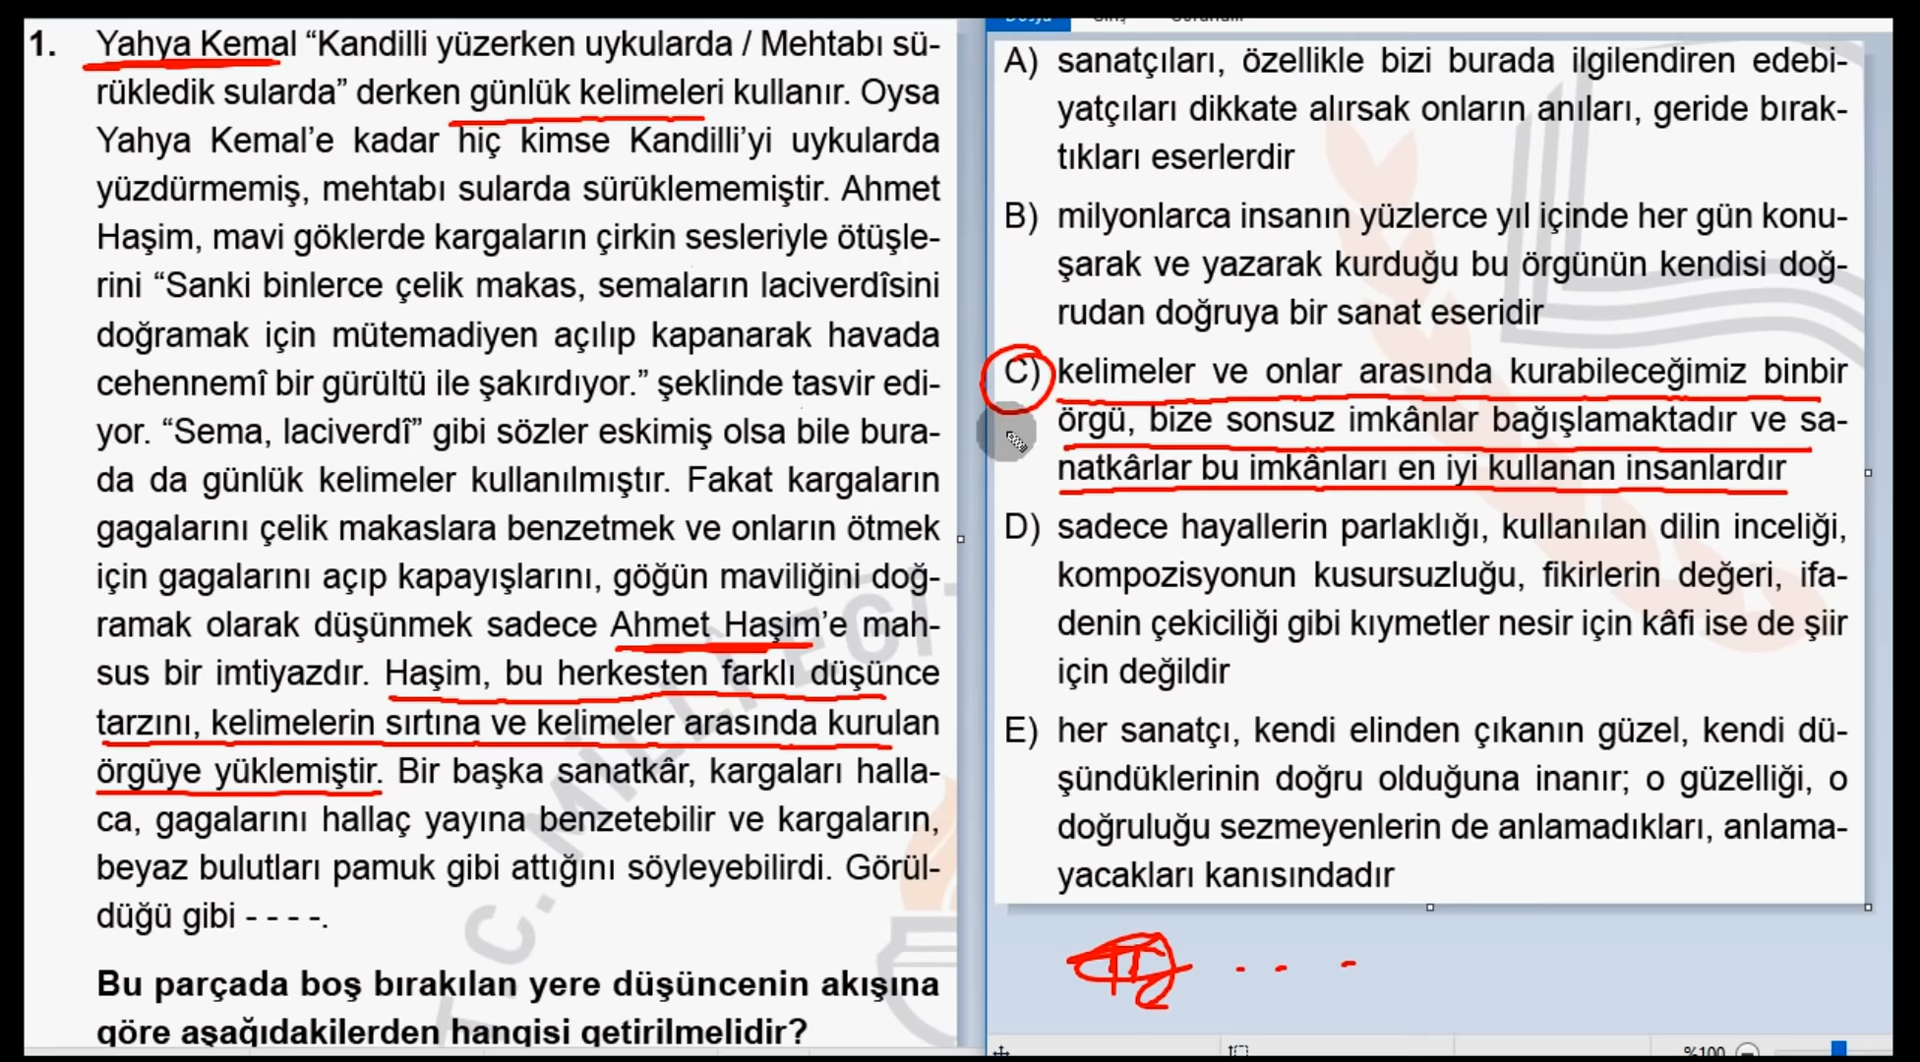 1. Yahya Kemal “Kandilli yüzerken uykularda / Mehtabı sü-
rükledik sularda” derken günlük kelimeleri kullanır. Oysa
Yahya Kemal’e kadar hiç kimse Kandilli’yi uykularda
yüzdürmemiş, mehtabı sularda sürüklememiştir. Ahmet
Haşim, mavi göklerde kargaların çirkin sesleriyle ötüşle-
rini “Sanki binlerce çelik makas, semaların laciverdîsini
doğramak için mütemadiyen açılıp kapanarak havada
cehennemî bir gürültü ile şakırdıyor.” şeklinde tasvir edi-
yor. “Sema, laciverdî” gibi sözler eskimiş olsa bile bura-
da da günlük kelimeler kullanılmıştır. Fakat kargaların
gagalarını çelik makaslara benzetmek ve onların ötmek
için gagalarını açıp kapayışlarını, göğün maviliğini doğ-
ramak olarak düşünmek sadece Ahmet Haşim’e mah-
sus bir imtiyazdır. Haşim, bu herkesten farklı düşünce
tarzını, kelimelerin sırtına ve kelimeler arasında kurulan
örgüye yüklemiştir. Bir başka sanatkâr, kargaları halla-
ca, gagalarını hallaç yayına benzetebilir ve kargaların,
beyaz bulutları pamuk gibi attığını söyleyebilirdi. Görül-
düğü gibi - - - -.
Bu parçada boş bırakılan yere düşüncenin akışına
göre aşağıdakilerden hangisi getirilmelidir?
Dosya Giriş Görünüm
A) sanatçıları, özellikle bizi burada ilgilendiren edebi-
yatçıları dikkate alırsak onların anıları, geride bırak-
tıkları eserlerdir
B) milyonlarca insanın yüzlerce yıl içinde her gün konu-
şarak ve yazarak kurduğu bu örgünün kendisi doğ-
rudan doğruya bir sanat eseridir
C) kelimeler ve onlar arasında kurabileceğimiz binbir
örgü, bize sonsuz imkânlar bağışlamaktadır ve sa-
natkârlar bu imkânları en iyi kullanan insanlardır
D) sadece hayallerin parlaklığı, kullanılan dilin inceliği,
kompozisyonun kusursuzluğu, fikirlerin değeri, ifa-
denin çekiciliği gibi kıymetler nesir için kâfi ise de şiir
için değildir
E) her sanatçı, kendi elinden çıkanın güzel, kendi dü-
şündüklerinin doğru olduğuna inanır; o güzelliği, o
doğruluğu sezmeyenlerin de anlamadıkları, anlama-
yacakları kanısındadır
%100
T.C. MİLLÎ EĞİT